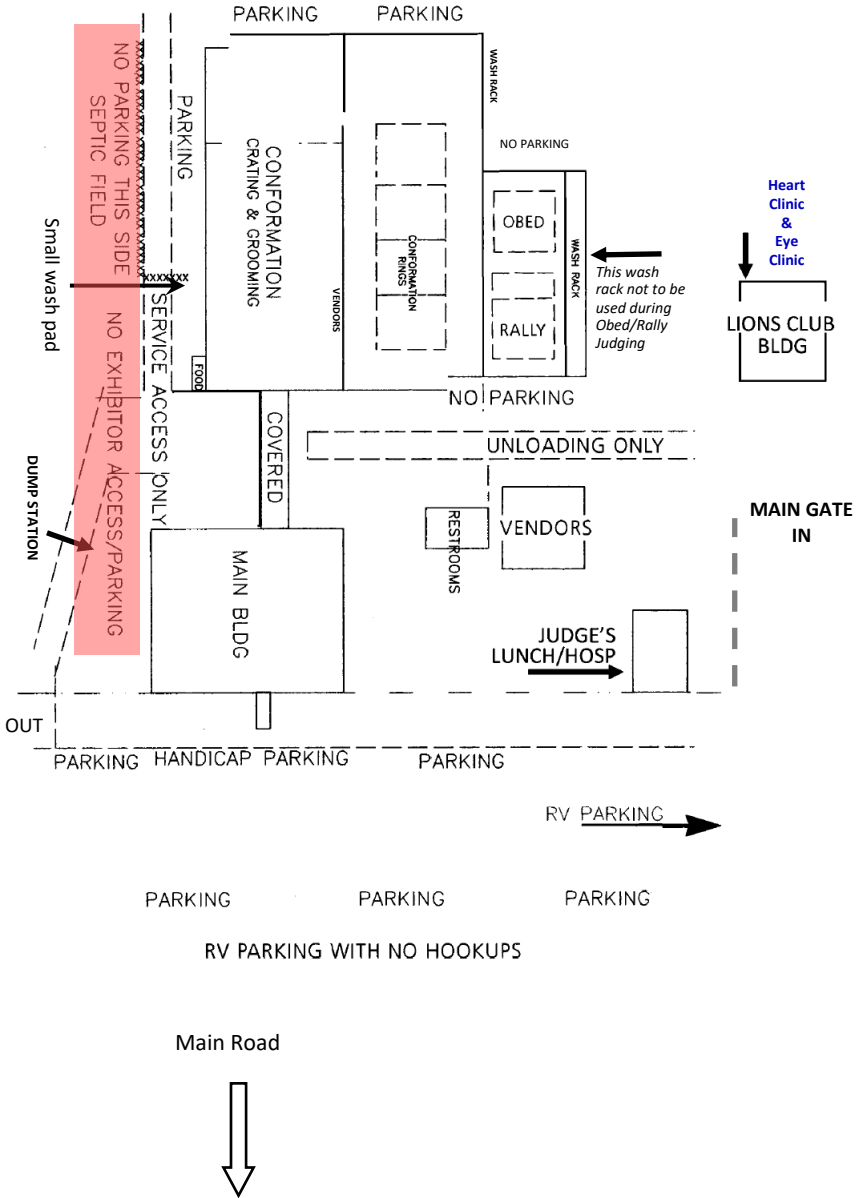 PARKING
PARKING
NO PARKING THIS SIDE
SEPTIC FIELD
PARKING
CONFORMATION
CRATING & GROOMING
WASH RACK
NO PARKING
OBED
CONFORMATION
RINGS
WASH RACK
This wash
rack not to be
used during
Obed/Rally
Judging
Heart
Clinic
&
Eye
Clinic
LIONS CLUB
BLDG
Small wash pad
xxxxxxx
VENDORS
RALLY
FOOD
NO PARKING
NO EXHIBITOR ACCESS/PARKING
SERVICE ACCESS ONLY
COVERED
UNLOADING ONLY
DUMP STATION
RESTROOMS
VENDORS
MAIN GATE
IN
MAIN BLDG
JUDGE'S
LUNCH/HOSP
OUT
PARKING
HANDICAP PARKING
PARKING
RV PARKING
PARKING
PARKING
PARKING
RV PARKING WITH NO HOOKUPS
Main Road